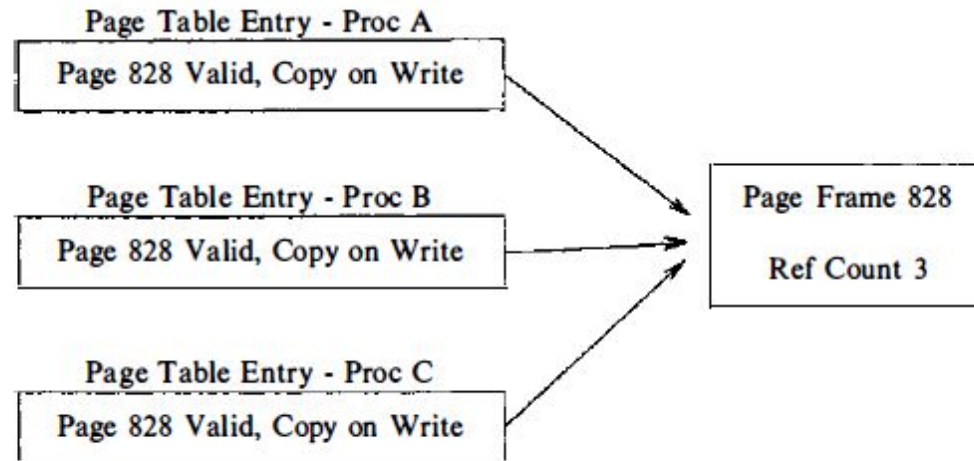 Page Table Entry - Proc A
Page 828 Valid, Copy on Write
Page Table Entry - Proc B
Page 828 Valid, Copy on Write
Page Table Entry - Proc C
Page 828 Valid, Copy on Write
Page Frame 828
Ref Count 3